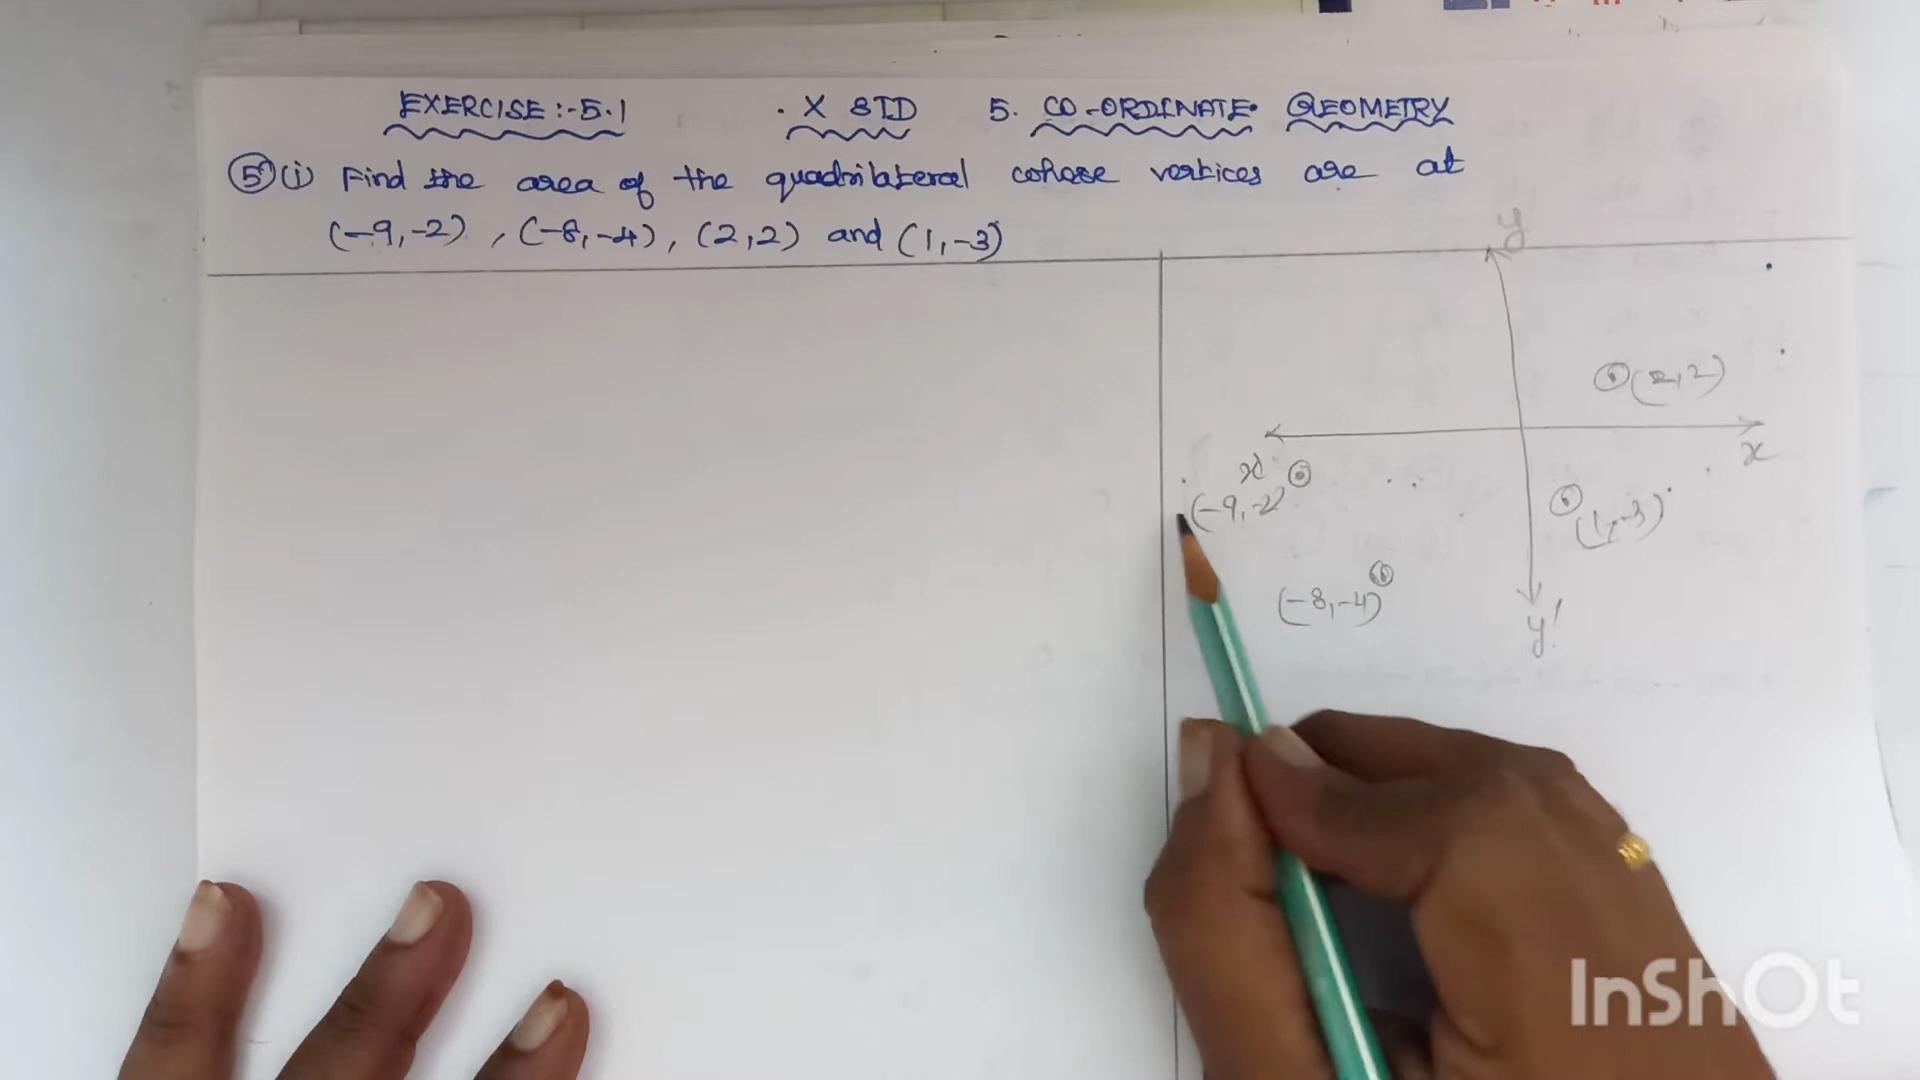 EXERCISE :- 5.1 X STD 5. CO-ORDINATE GEOMETRY
5 (i) Find the area of the quadrilateral whose vertices are at
(-9,-2), (-8,-4), (2,2) and (1,-3)
y
(2,2)
x
x'
(-9,-2)
(1,-3)
(-8,-4)
y'
InShOt